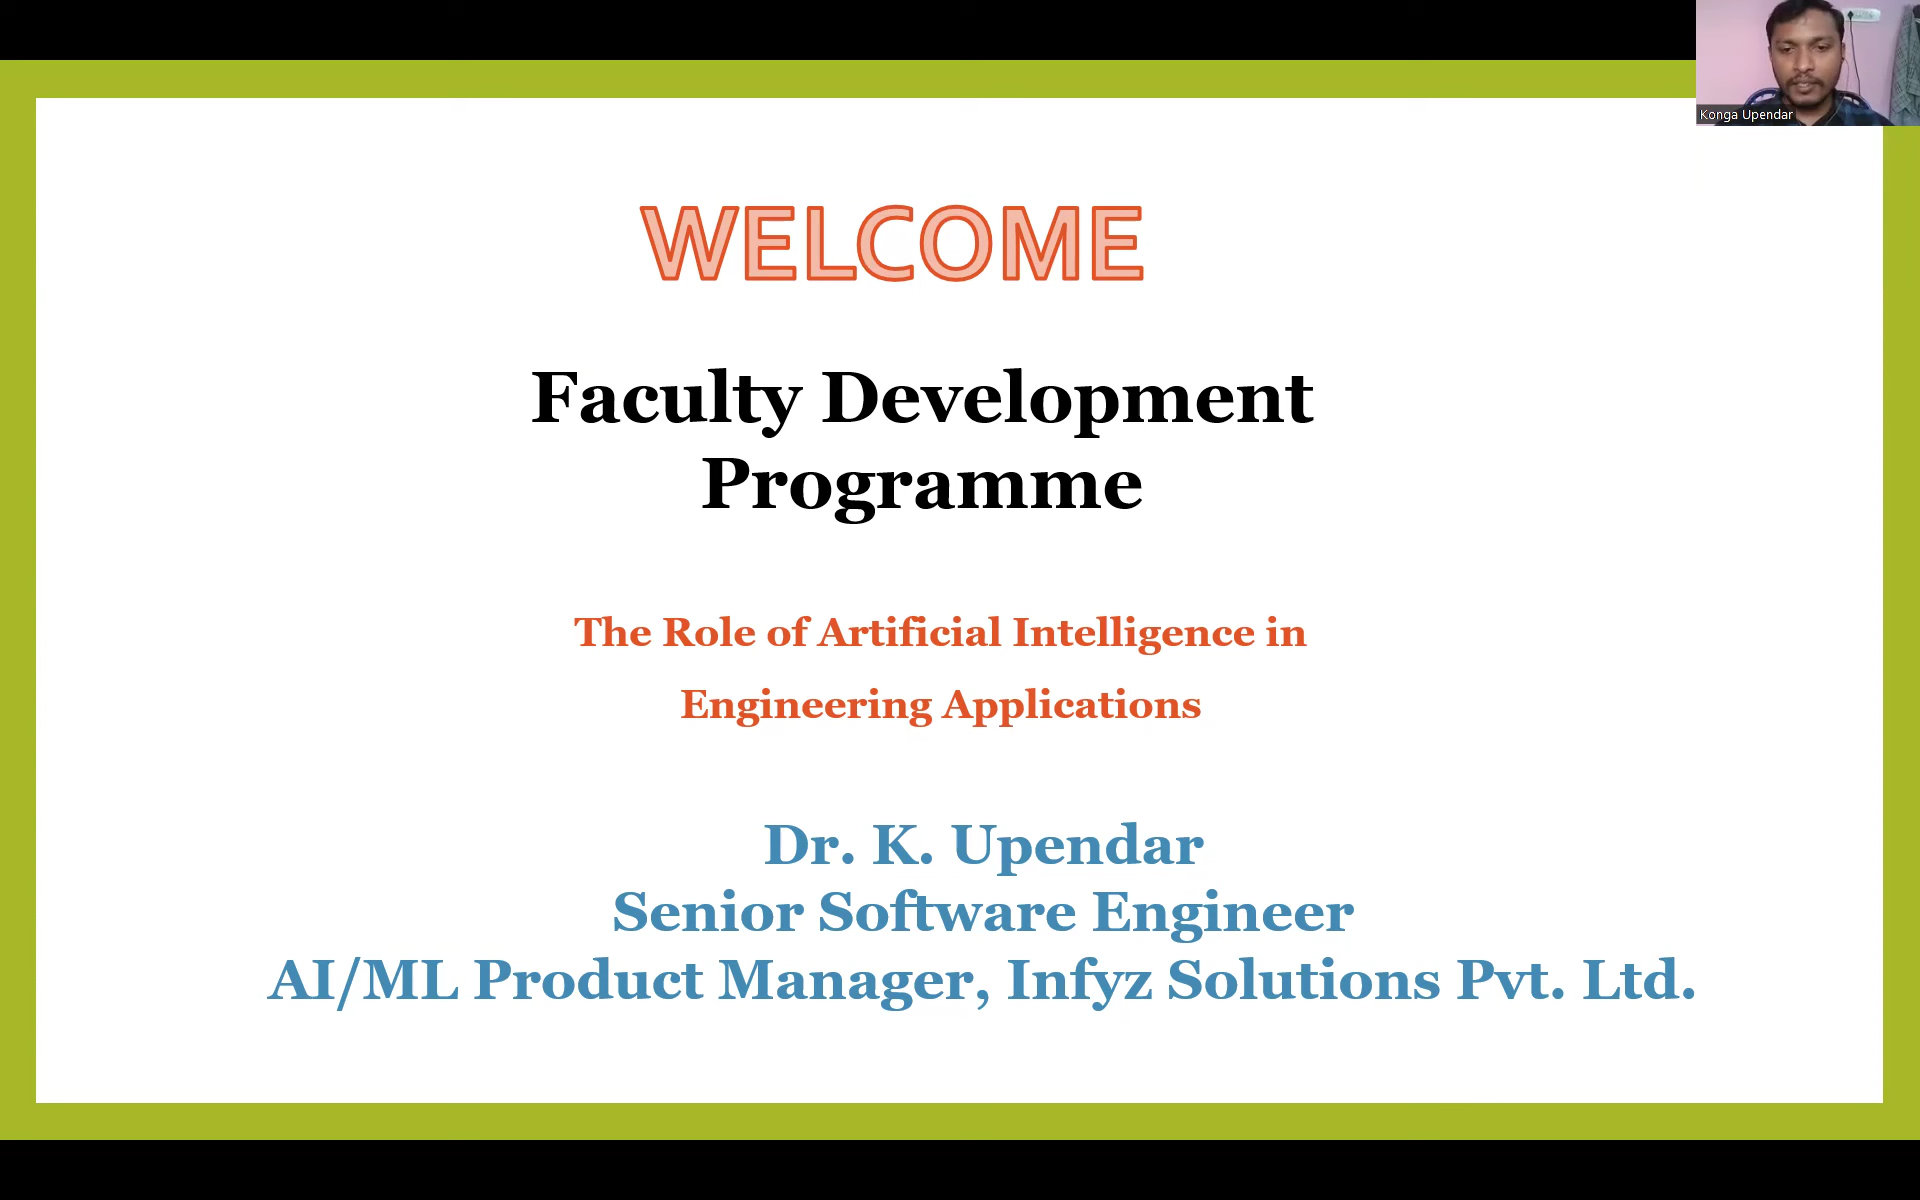 Konga Upendar
WELCOME
Faculty Development
Programme
The Role of Artificial Intelligence in
Engineering Applications
Dr. K. Upendar
Senior Software Engineer
AI/ML Product Manager, Infyz Solutions Pvt. Ltd.